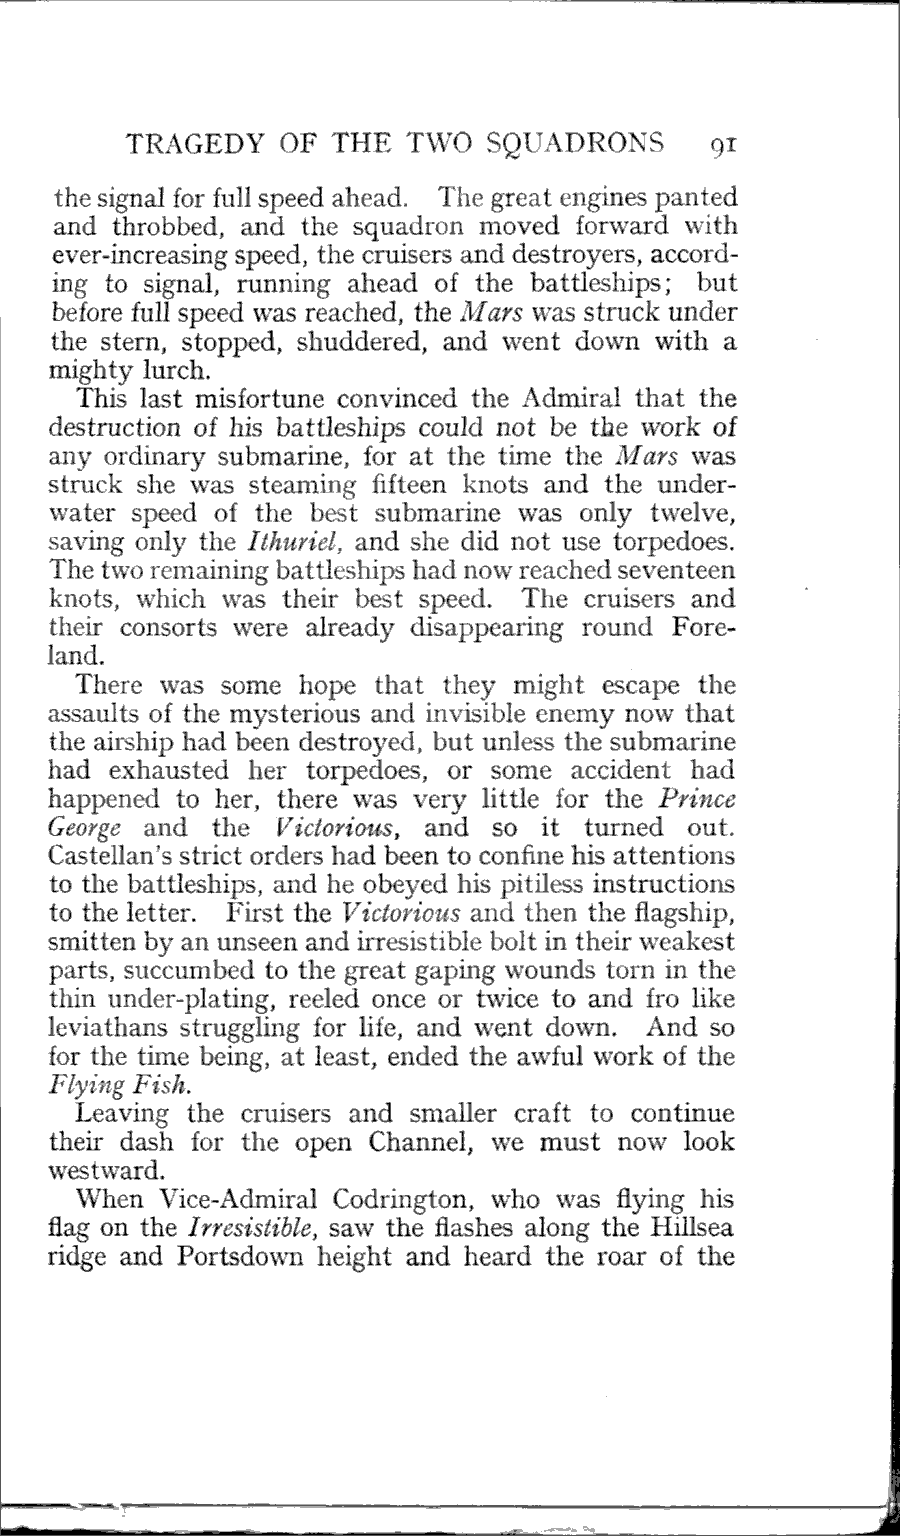 TRAGEDY OF THE TWO SQUADRONS 91
the signal for full speed ahead. The great engines panted
and throbbed, and the squadron moved forward with
ever-increasing speed, the cruisers and destroyers, accord-
ing to signal, running ahead of the battleships; but
before full speed was reached, the Mars was struck under
the stern, stopped, shuddered, and went down with a
mighty lurch.
This last misfortune convinced the Admiral that the
destruction of his battleships could not be the work of
any ordinary submarine, for at the time the Mars was
struck she was steaming fifteen knots and the under-
water speed of the best submarine was only twelve,
saving only the Ithuriel, and she did not use torpedoes.
The two remaining battleships had now reached seventeen
knots, which was their best speed. The cruisers and
their consorts were already disappearing round Fore-
land.
There was some hope that they might escape the
assaults of the mysterious and invisible enemy now that
the airship had been destroyed, but unless the submarine
had exhausted her torpedoes, or some accident had
happened to her, there was very little for the Prince
George and the Victorious, and so it turned out.
Castellan's strict orders had been to confine his attentions
to the battleships, and he obeyed his pitiless instructions
to the letter. First the Victorious and then the flagship,
smitten by an unseen and irresistible bolt in their weakest
parts, succumbed to the great gaping wounds torn in the
thin under-plating, reeled once or twice to and fro like
leviathans struggling for life, and went down. And so
for the time being, at least, ended the awful work of the
Flying Fish.
Leaving the cruisers and smaller craft to continue
their dash for the open Channel, we must now look
westward.
When Vice-Admiral Codrington, who was flying his
flag on the Irresistible, saw the flashes along the Hillsea
ridge and Portsdown height and heard the roar of the